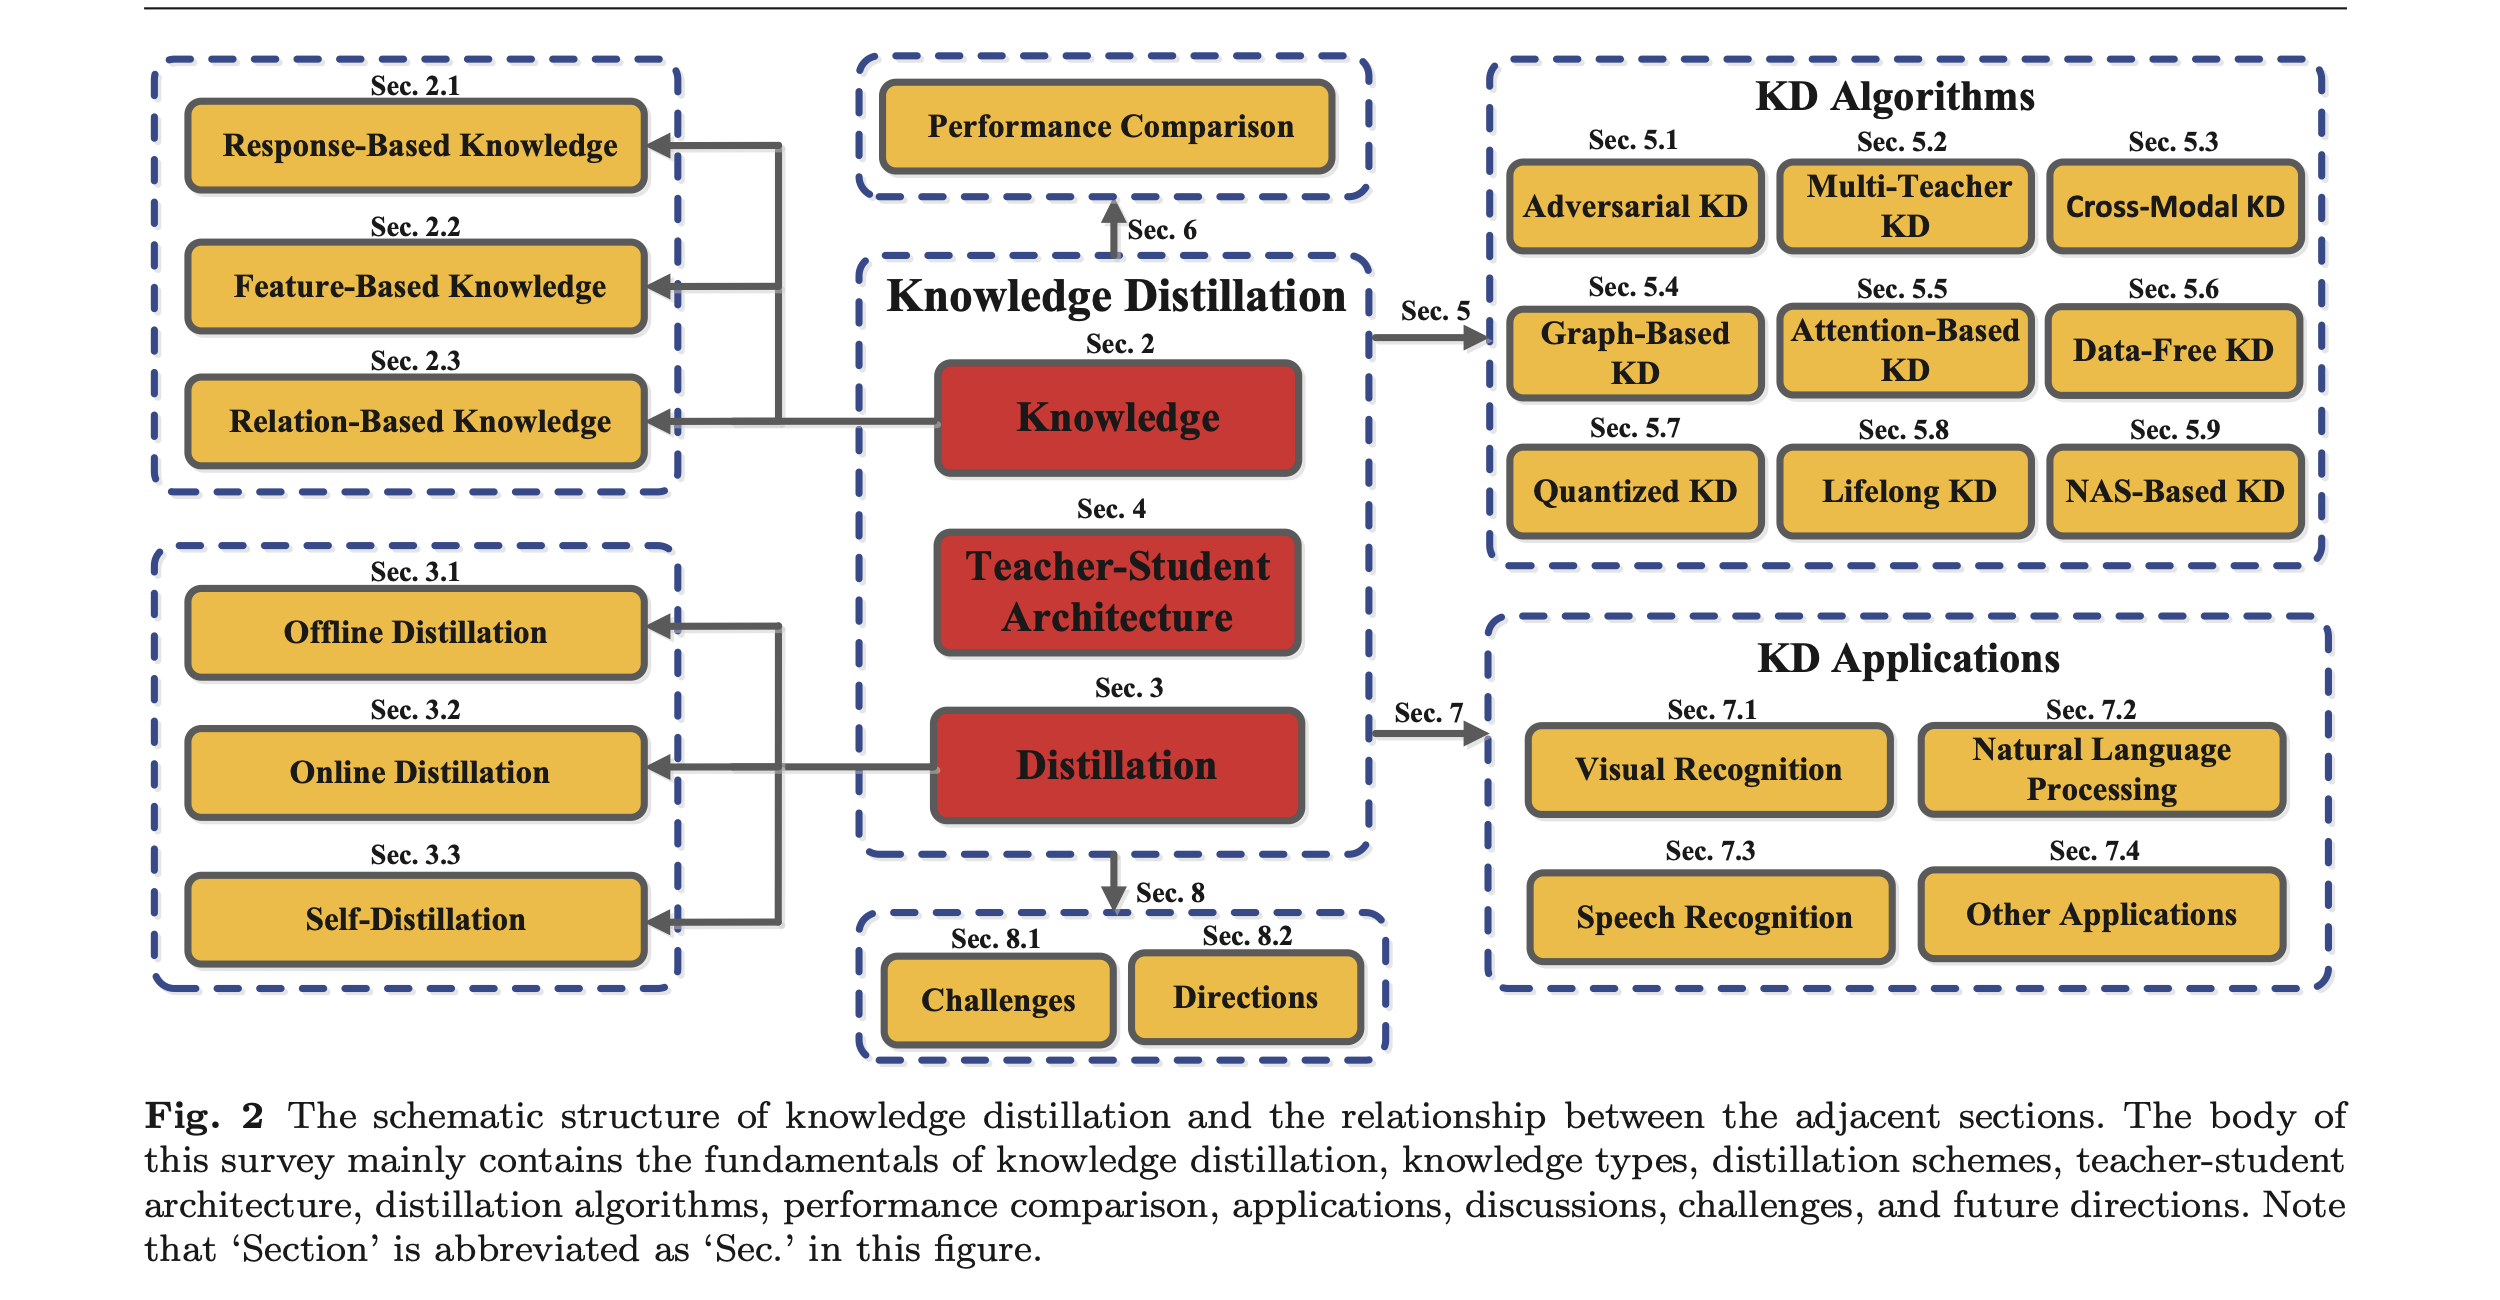 Sec. 2.1
Response-Based Knowledge
Sec. 2.2
Feature-Based Knowledge
Sec. 2.3
Relation-Based Knowledge
Sec. 3.1
Offline Distillation
Sec. 3.2
Online Distillation
Sec. 3.3
Self-Distillation
Performance Comparison
Sec. 6
Knowledge Distillation
Sec. 2
Knowledge
Sec. 4
Teacher-Student
Architecture
Sec. 3
Distillation
Sec. 8
Sec. 8.1
Challenges
Sec. 8.2
Directions
Sec. 5
KD Algorithms
Sec. 5.1
Adversarial KD
Sec. 5.2
Multi-Teacher
KD
Sec. 5.3
Cross-Modal KD
Sec. 5.4
Graph-Based
KD
Sec. 5.5
Attention-Based
KD
Sec. 5.6
Data-Free KD
Sec. 5.7
Quantized KD
Sec. 5.8
Lifelong KD
Sec. 5.9
NAS-Based KD
Sec. 7
KD Applications
Sec. 7.1
Visual Recognition
Sec. 7.2
Natural Language
Processing
Sec. 7.3
Speech Recognition
Sec. 7.4
Other Applications
Fig. 2 The schematic structure of knowledge distillation and the relationship between the adjacent sections. The body of
this survey mainly contains the fundamentals of knowledge distillation, knowledge types, distillation schemes, teacher-student
architecture, distillation algorithms, performance comparison, applications, discussions, challenges, and future directions. Note
that ‘Section’ is abbreviated as ‘Sec.’ in this figure.